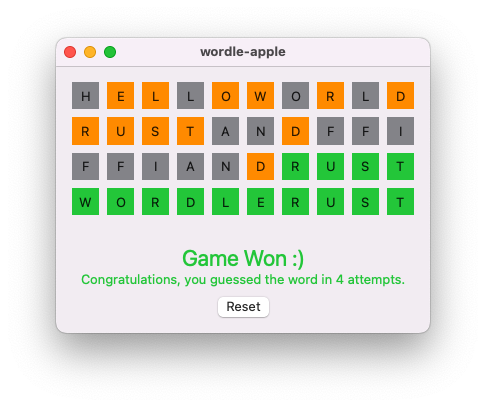 wordle-apple
H E L L O W O R L D
R U S T A N D F F I
F F I A N D R U S T
W O R D L E R U S T
Game Won :)
Congratulations, you guessed the word in 4 attempts.
Reset